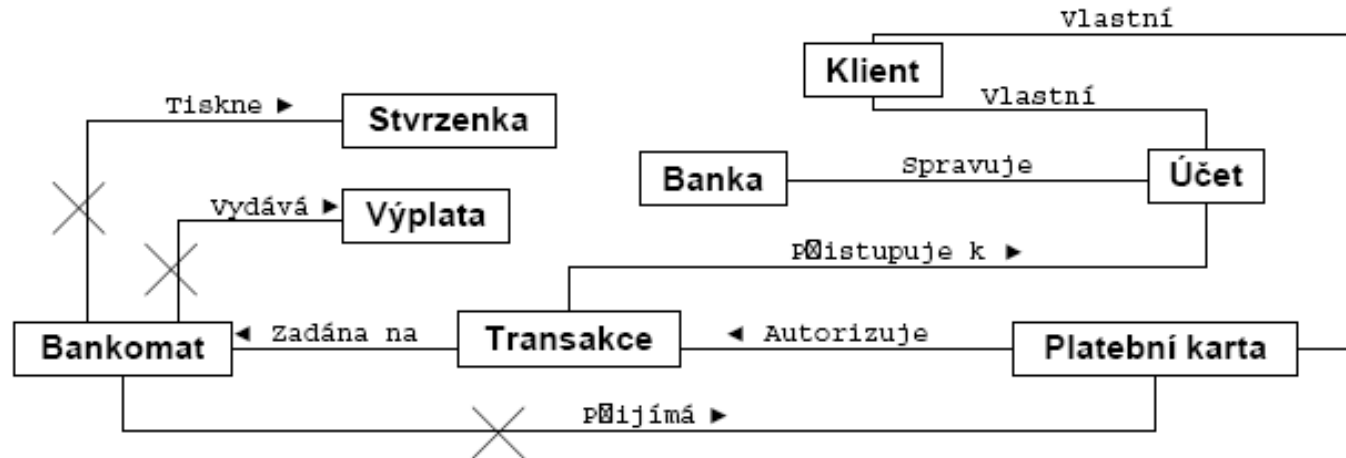 Vlastní
Klient
Tiskne ►
Stvrzenka
Vlastní
Banka
Spravuje
Účet
Vydává ►
Výplata
k ►
Bankomat
◄ Zadána na
Transakce
◄ Autorizuje
Platební karta
►